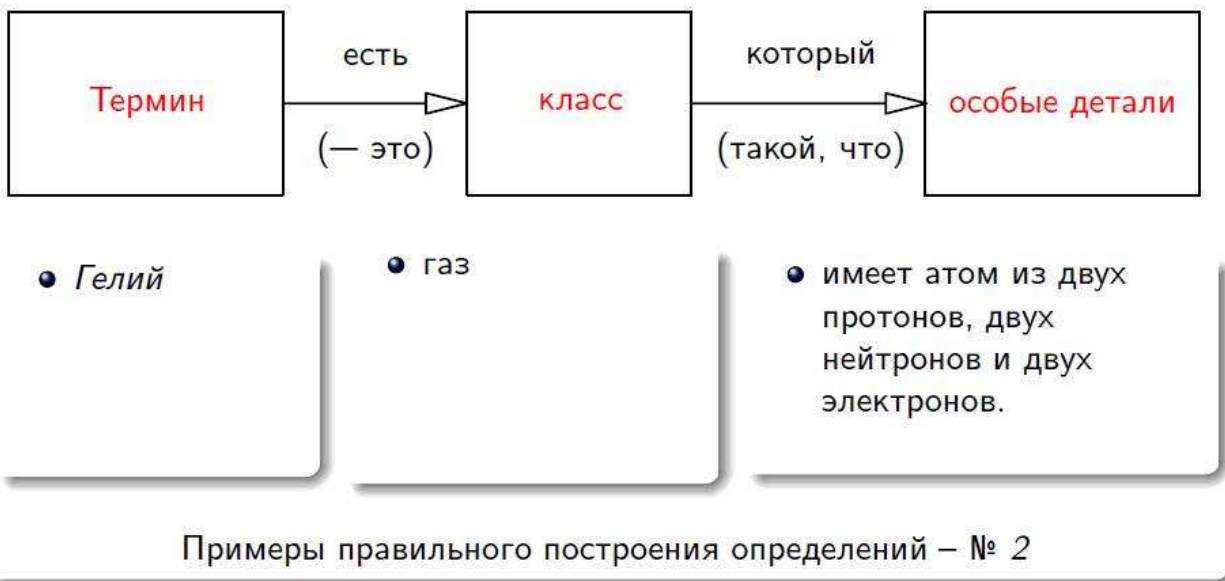 есть
который
Термин
класс
особые детали
(— это)
(такой, что)
Гелий
газ
имеет атом из двух
протонов, двух
нейтронов и двух
электронов.
Примеры правильного построения определений – № 2